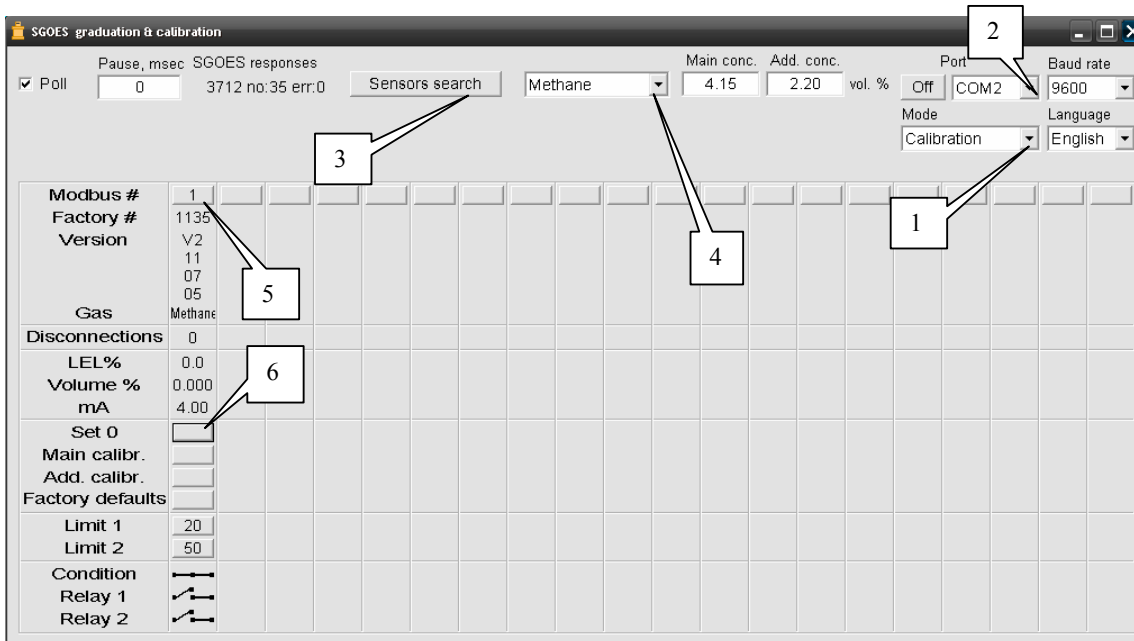 SGOES graduation & calibration
2
Pause, msec SGOES responses Main conc. Add. conc. Port Baud rate
Poll 0 3712 no:35 err:0 Sensors search Methane 4.15 2.20 vol. % Off COM2 9600
Mode Language
Calibration English
3
Modbus # 1
Factory # 1135
1
Version V2
11
4
07
05
5
Gas Methane
Disconnections 0
LEL% 0.0
6
Volume % 0.000
mA 4.00
Set 0
Main calibr.
Add. calibr.
Factory defaults
Limit 1 20
Limit 2 50
Condition
Relay 1
Relay 2